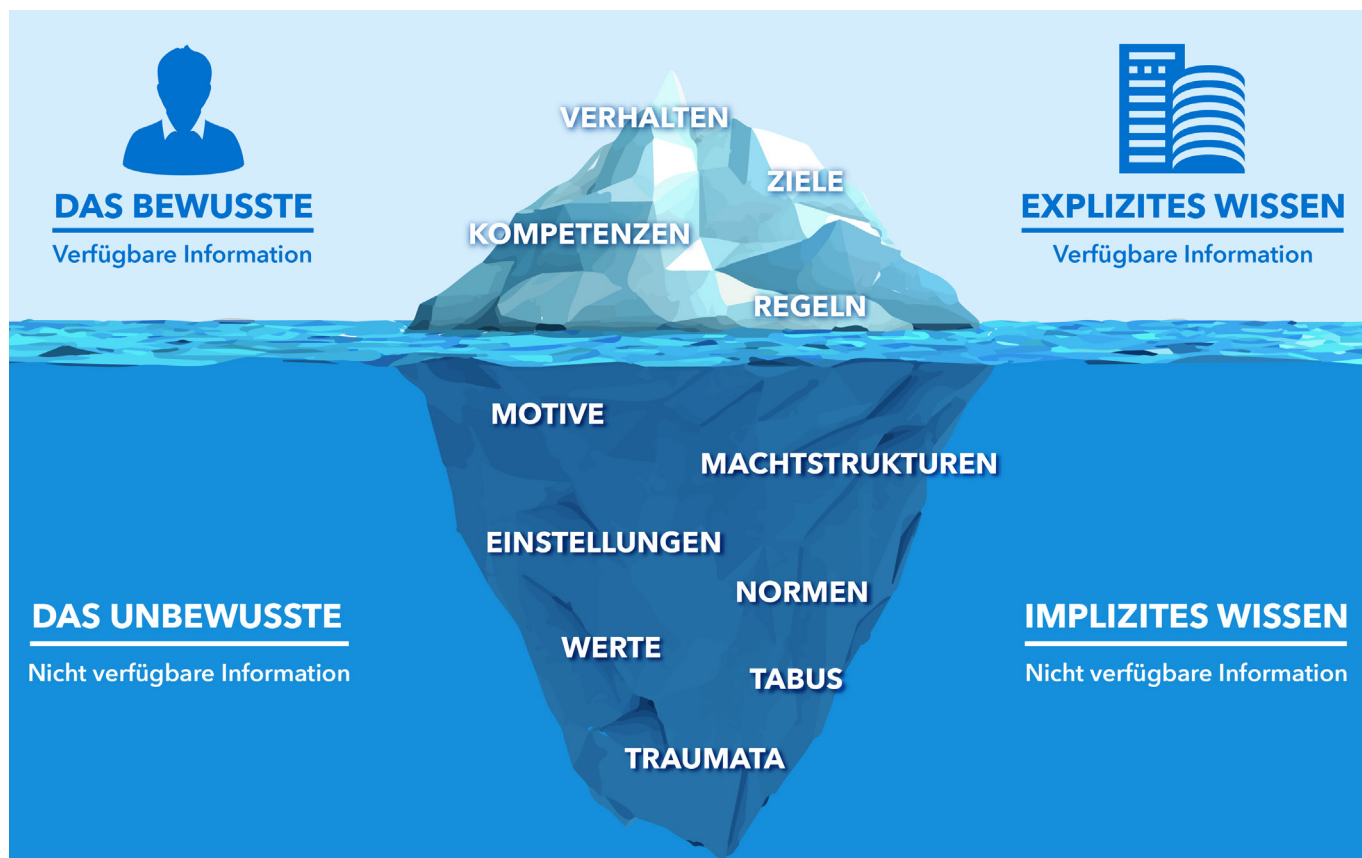 DAS BEWUSSTE
Verfügbare Information
VERHALTEN
ZIELE
KOMPETENZEN
REGELN
EXPLIZITES WISSEN
Verfügbare Information
MOTIVE
MACHTSTRUKTUREN
EINSTELLUNGEN
NORMEN
WERTE
TABUS
TRAUMATA
DAS UNBEWUSSTE
Nicht verfügbare Information
IMPLIZITES WISSEN
Nicht verfügbare Information